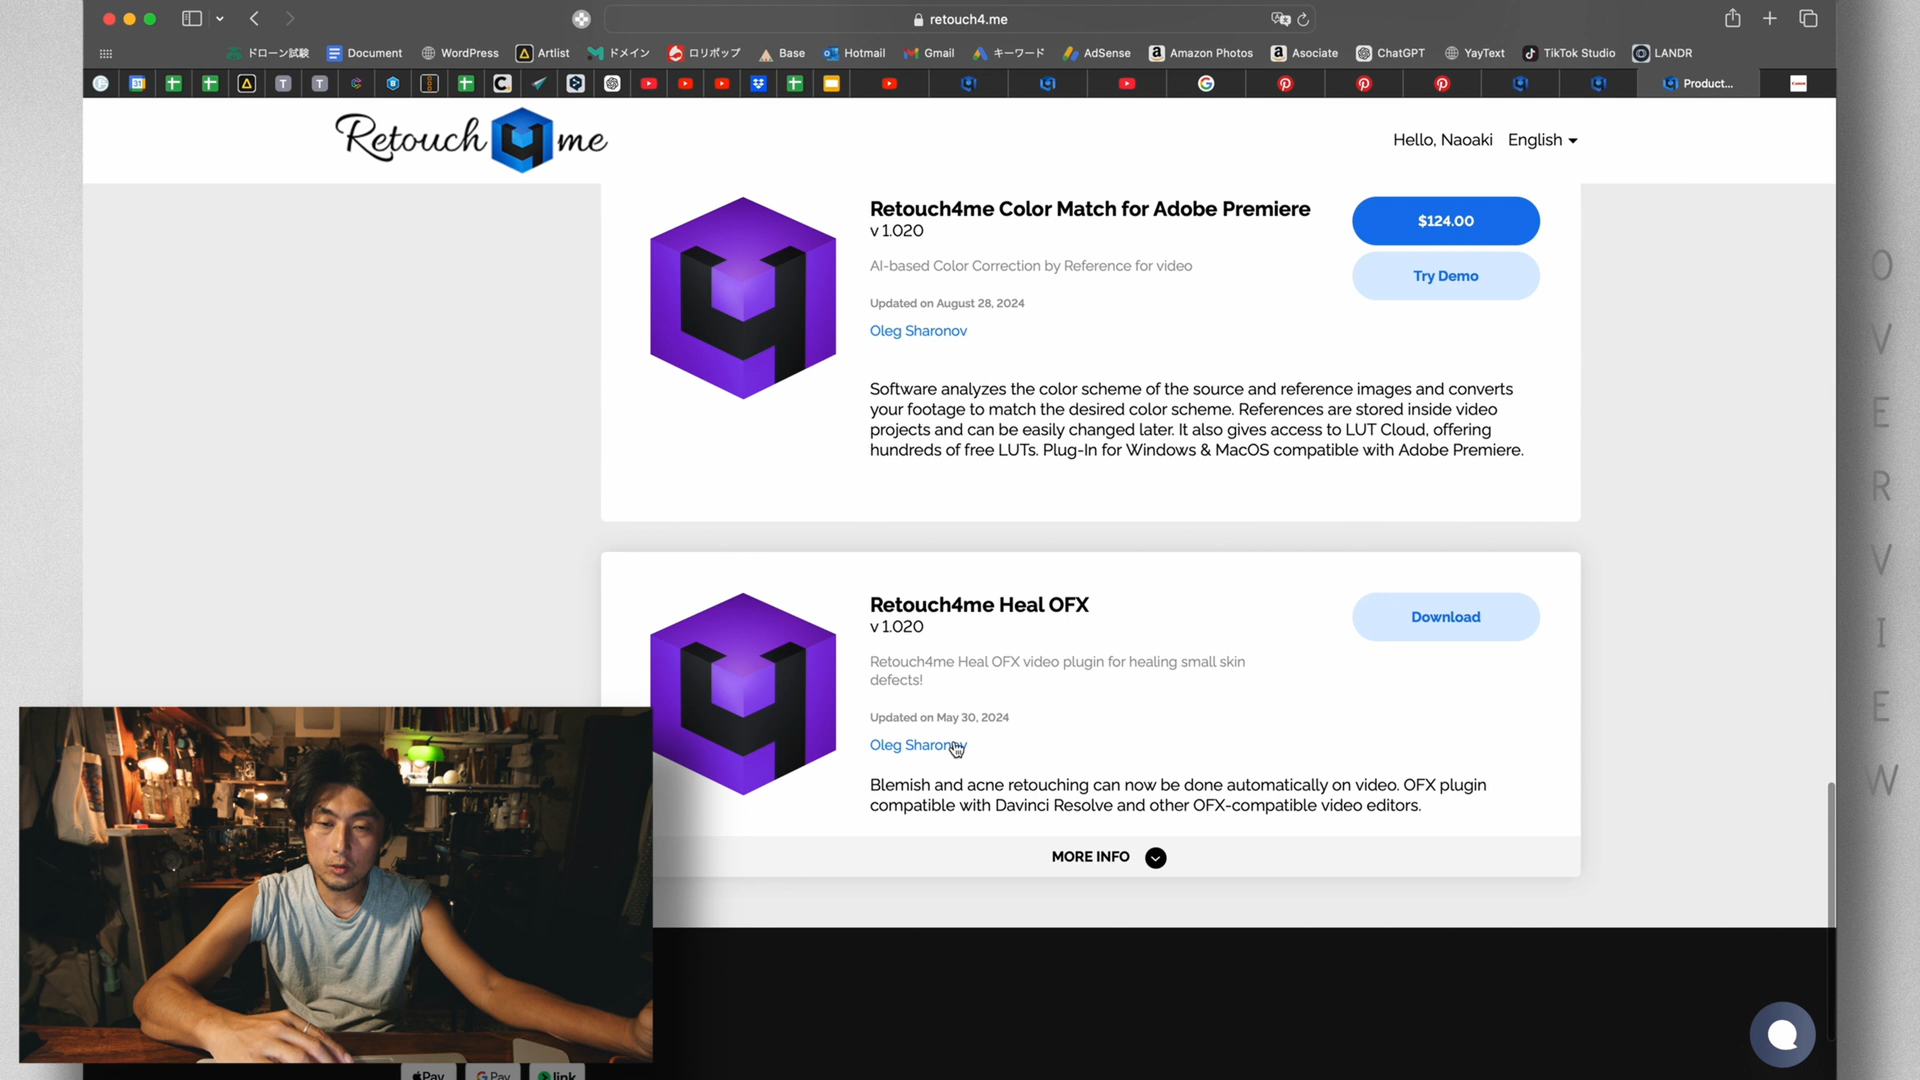 retouch4.me
ドローン試験
Document
WordPress
Artlist
ドメイン
ロリポップ
Base
Hotmail
Gmail
キーワード
AdSense
Amazon Photos
Asociate
ChatGPT
YayText
TikTok Studio
LANDR
Product...
Retouch4me
Hello, Naoaki English
Retouch4me Color Match for Adobe Premiere
v 1.020
AI-based Color Correction by Reference for video
Updated on August 28, 2024
Oleg Sharonov
$124.00
Try Demo
Software analyzes the color scheme of the source and reference images and converts
your footage to match the desired color scheme. References are stored inside video
projects and can be easily changed later. It also gives access to LUT Cloud, offering
hundreds of free LUTs. Plug-In for Windows & MacOS compatible with Adobe Premiere.
Retouch4me Heal OFX
v 1.020
Retouch4me Heal OFX video plugin for healing small skin
defects!
Updated on May 30, 2024
Oleg Sharonov
Download
Blemish and acne retouching can now be done automatically on video. OFX plugin
compatible with Davinci Resolve and other OFX-compatible video editors.
MORE INFO
Pay
G Pay
link
OVERVIEW